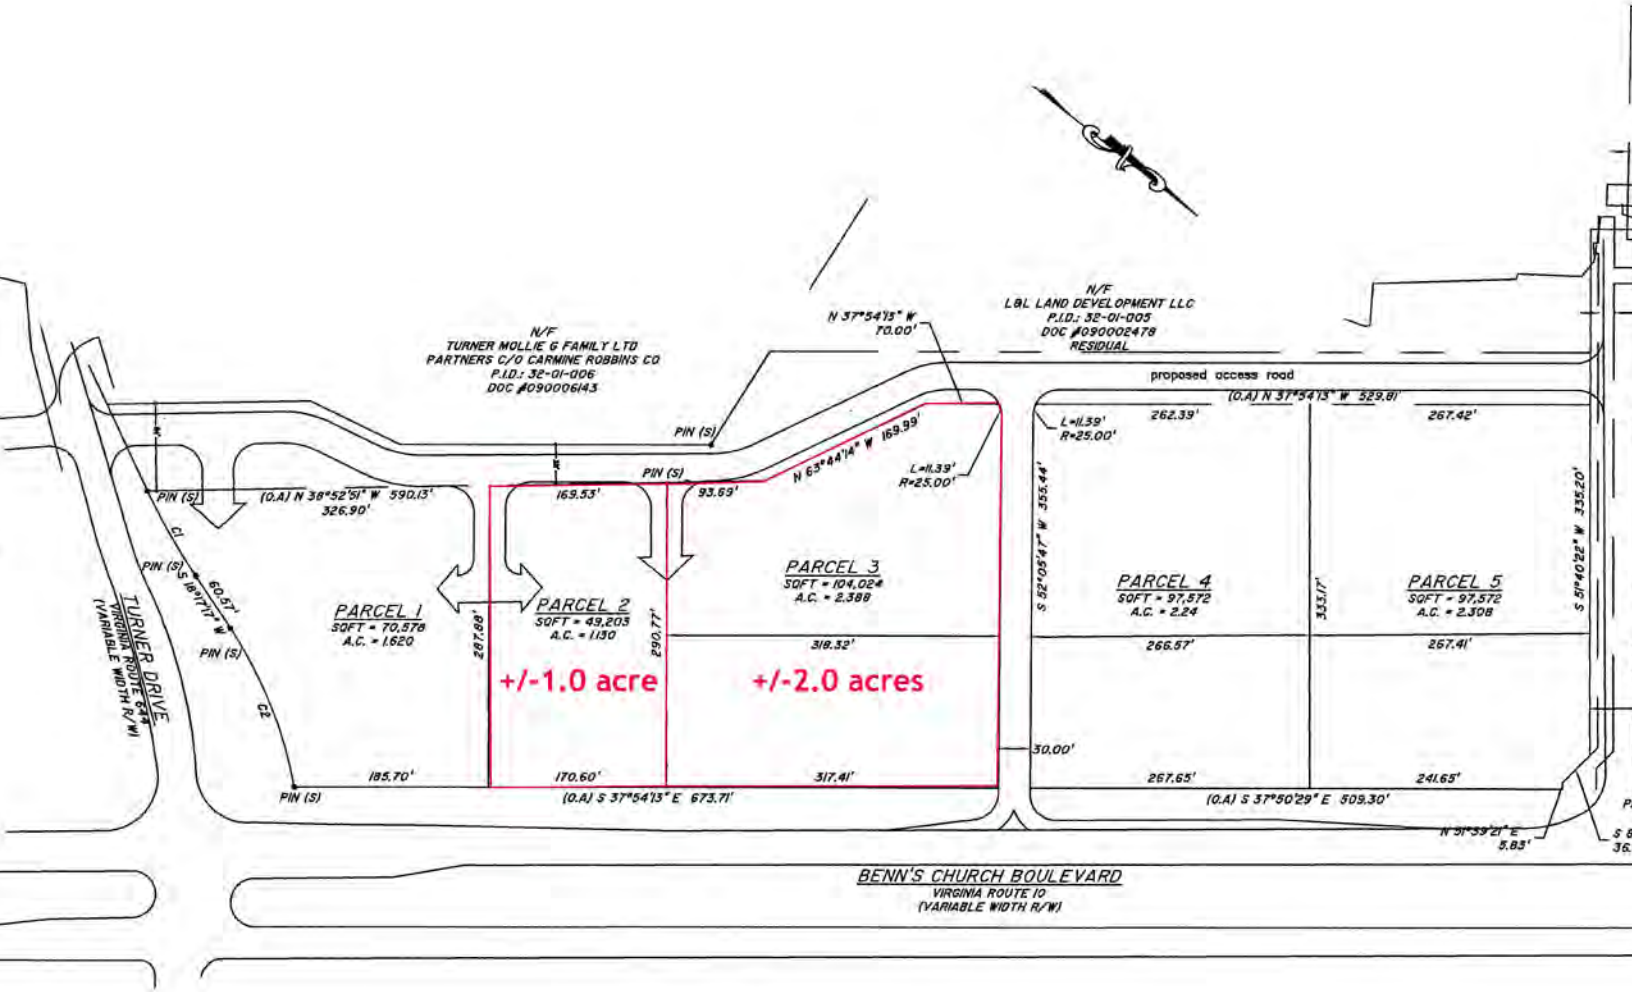 N/F
L&L LAND DEVELOPMENT LLC
P.I.D.: 32-01-005
DOC #090002478
RESIDUAL
N 37°54'13" W
70.00'
N/F
TURNER MOLLIE G FAMILY LTD
PARTNERS C/O CARMINE ROBBINS CO
P.I.D.: 32-01-006
DOC #090006143
proposed access road
(O.A) N 37°54'13" W 529.81'
262.39'
267.42'
L=11.39'
R=25.00'
PIN (S)
N 63°44'14" W 169.99'
L=11.39'
R=25.00'
PIN (S)
PIN (S)
(O.A) N 38°52'51" W 590.13'
326.90'
169.53'
93.69'
S 52°05'47" W 355.44'
S 51°40'22" W 335.20'
C1
PIN (S)
S 18°17'17" W
60.57'
PIN (S)
C2
PARCEL 1
SQFT = 70,578
A.C. = 1.620
287.88'
PARCEL 2
SQFT = 49,203
A.C. = 1.130
290.77'
PARCEL 3
SQFT = 104,024
A.C. = 2.388
318.32'
PARCEL 4
SQFT = 97,572
A.C. = 2.24
266.57'
333.17'
PARCEL 5
SQFT = 97,572
A.C. = 2.308
267.41'
+/-1.0 acre
+/-2.0 acres
TURNER DRIVE
VIRGINIA ROUTE 644
(VARIABLE WIDTH R/W)
30.00'
185.70'
170.60'
317.41'
267.65'
241.65'
PIN (S)
(O.A) S 37°54'13" E 673.71'
(O.A) S 37°50'29" E 509.30'
N 51°39'21" E
5.83'
P
S 8
36.
BENN'S CHURCH BOULEVARD
VIRGINIA ROUTE 10
(VARIABLE WIDTH R/W)